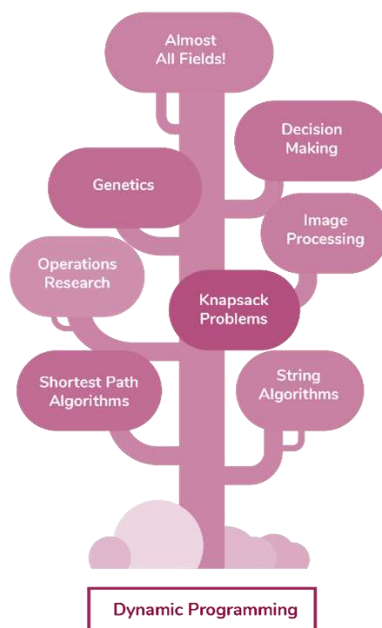 Almost
All Fields!
Decision
Making
Genetics
Image
Processing
Operations
Research
Knapsack
Problems
Shortest Path
Algorithms
String
Algorithms
Dynamic Programming